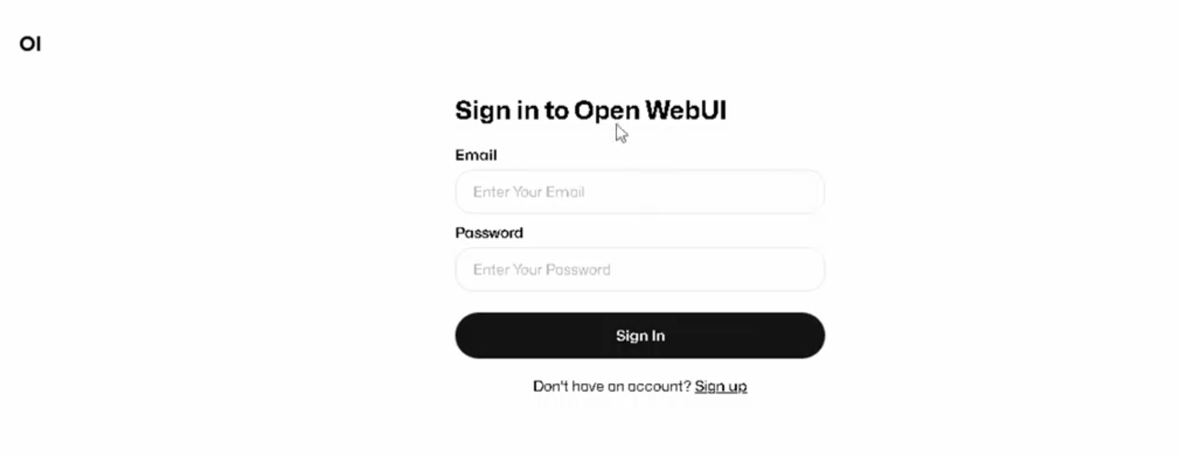 OI
Sign in to Open WebUI
Email
Enter Your Email
Password
Enter Your Password
Sign In
Don't have an account? Sign up